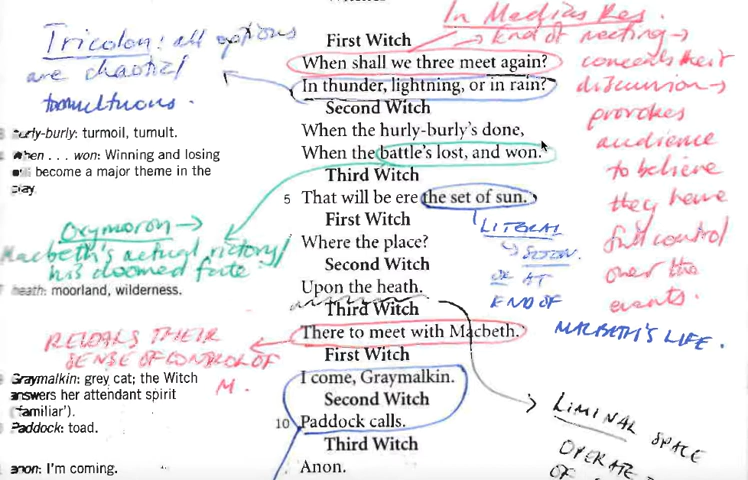 In Medias Res.
First Witch
End of meeting →
When shall we three meet again?
In thunder, lightning, or in rain?
Second Witch
When the hurly-burly's done,
When the battle's lost, and won.
Third Witch
5 That will be ere the set of sun.
First Witch
Where the place?
Second Witch
Upon the heath.
Third Witch
There to meet with Macbeth.
First Witch
I come, Graymalkin.
Second Witch
10 Paddock calls.
Third Witch
Anon.
Tricolon: all options
are chaotic/
tumultuous.
hurly-burly: turmoil, tumult.
when . . . won: Winning and losing
will become a major theme in the
play.
Oxymoron →
Macbeth's actual victory/
his doomed fate
heath: moorland, wilderness.
THEIR
SENSE OF CONTROL OF
M.
Graymalkin: grey cat; the Witch
answers her attendant spirit
('familiar').
Paddock: toad.
anon: I'm coming.
conceals their
discussion →
provokes
audience
to believe
they have
full control
over the
events.
LITERAL
OR AT
END OF
MACBETH'S LIFE.
→ LIMINAL SPACE
OPERATE
OF